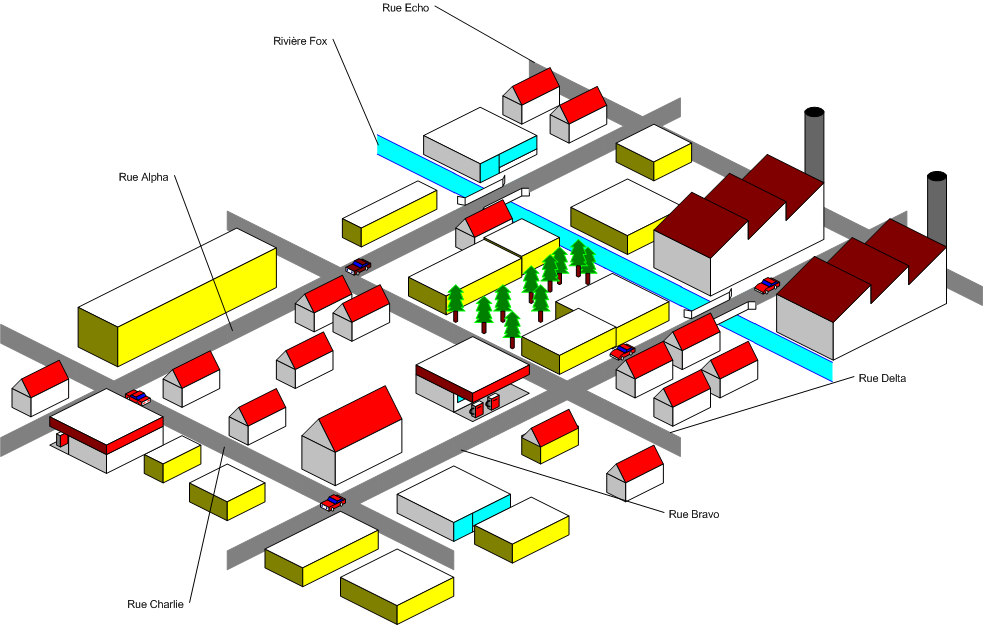 Rue Echo
Rivière Fox
Rue Alpha
Rue Delta
Rue Bravo
Rue Charlie